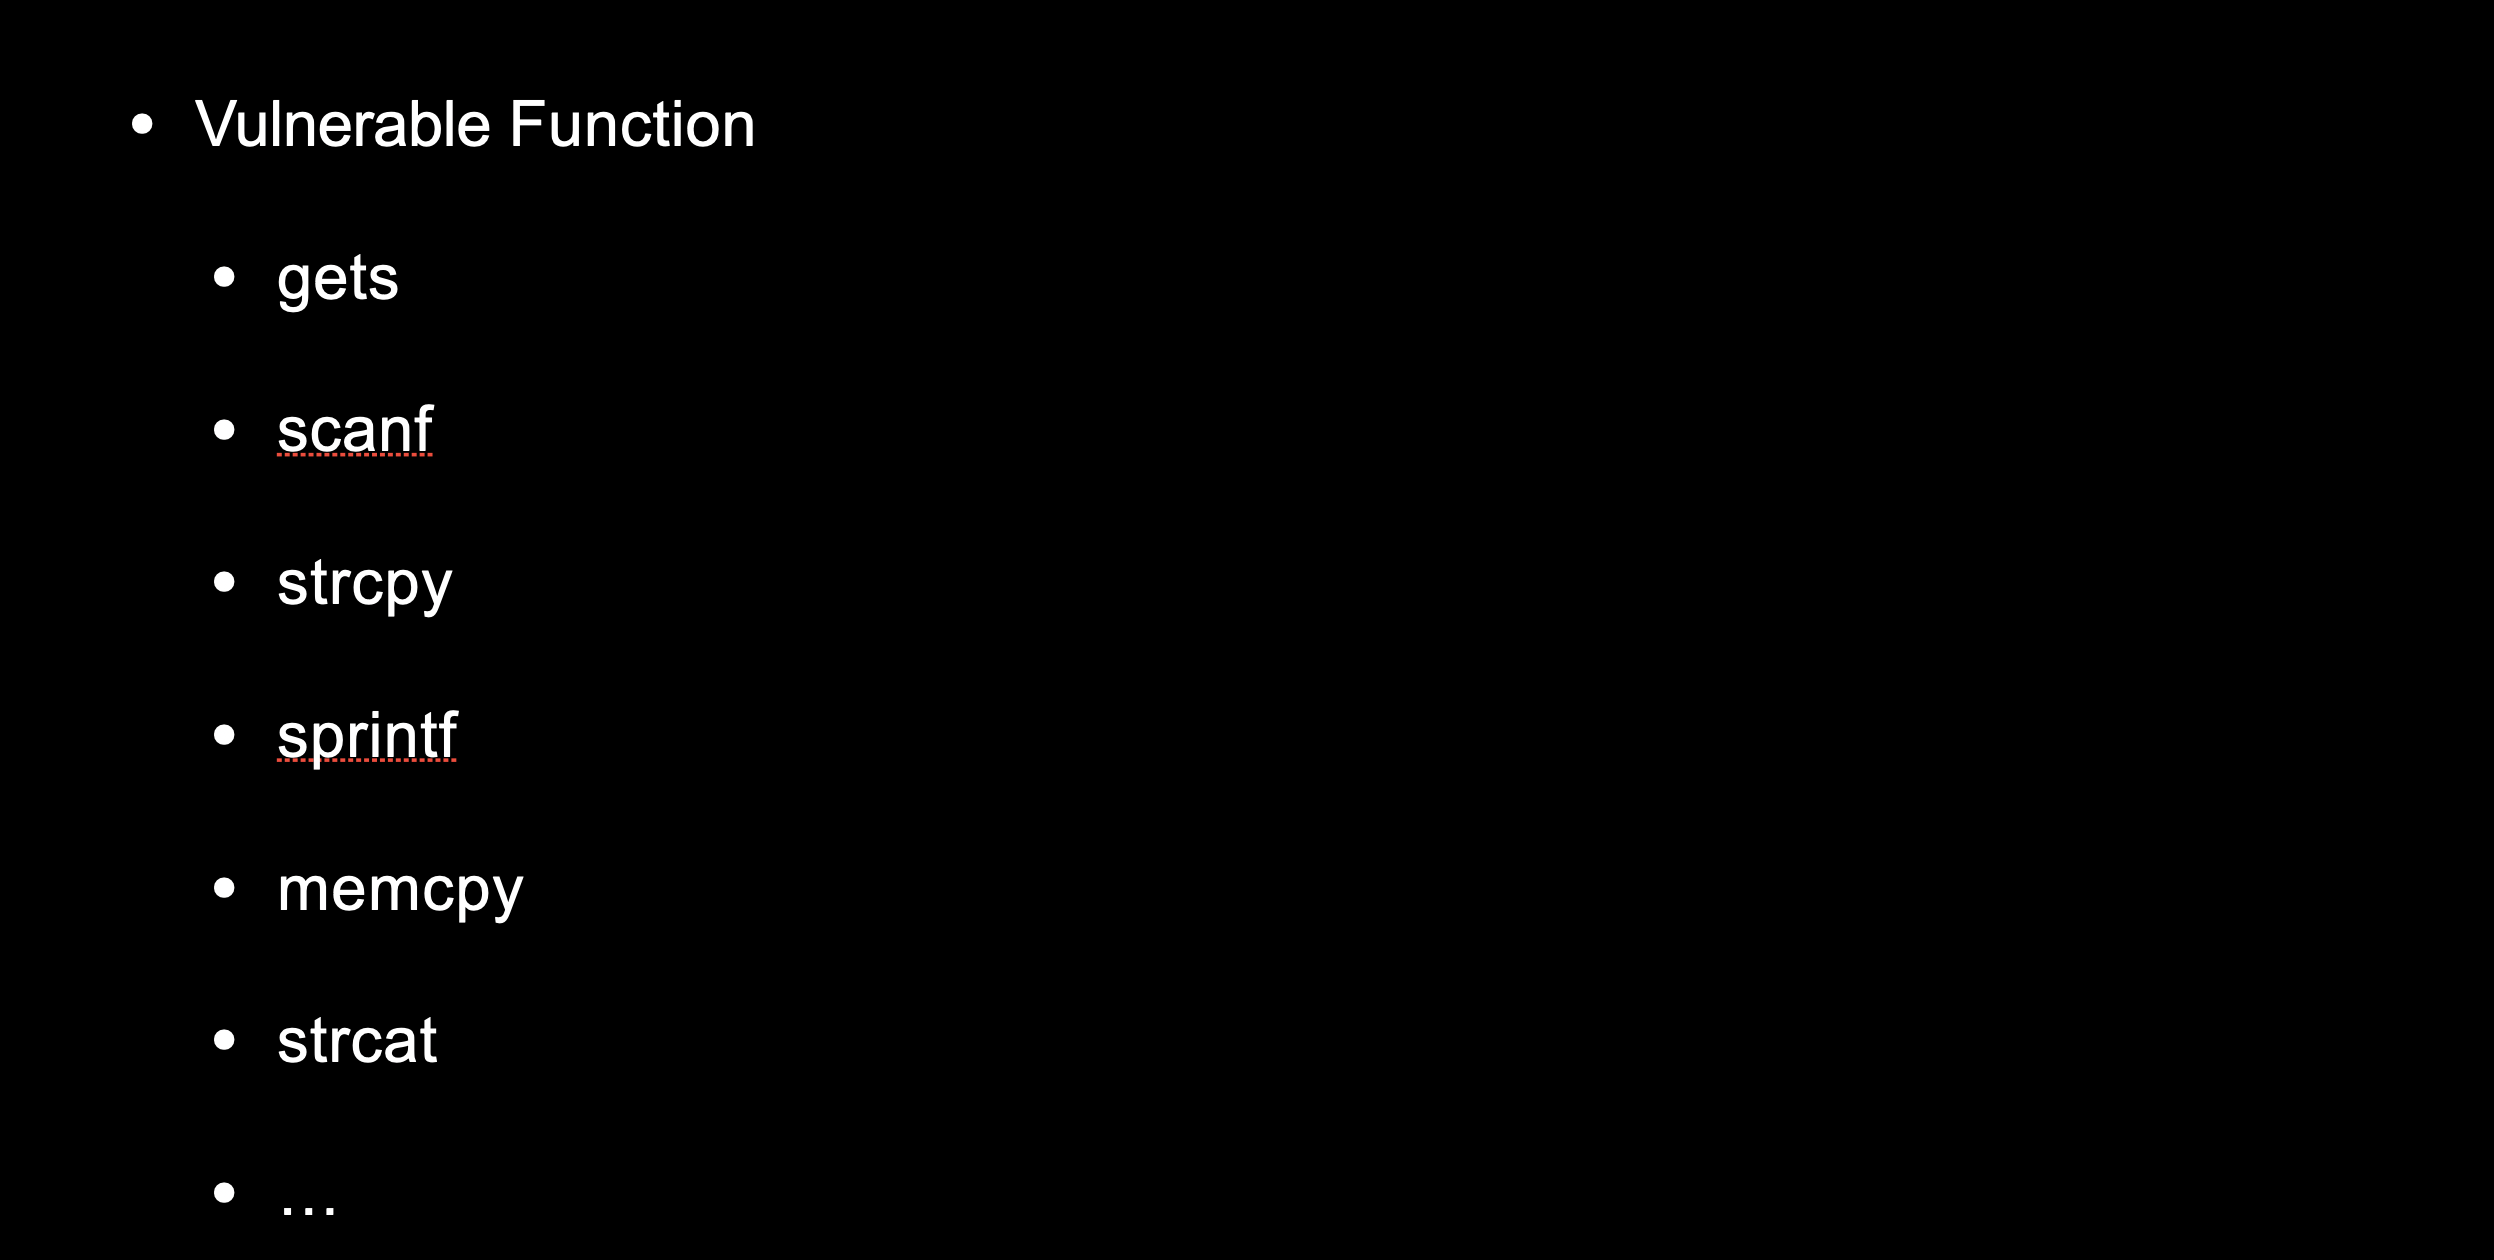 • Vulnerable Function
• gets
• scanf
• strcpy
• sprintf
• memcpy
• strcat
• ...